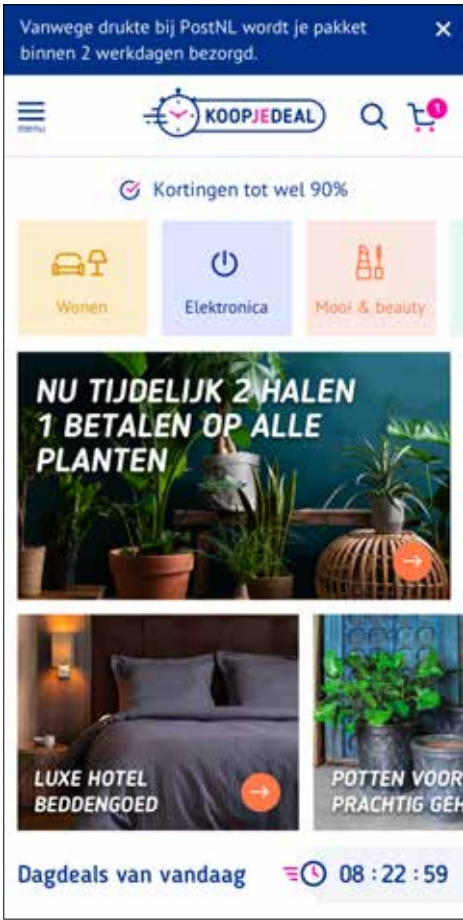 Vanwege drukte bij PostNL wordt je pakket
binnen 2 werkdagen bezorgd.
menu
KOOPJEDEAL
1
Kortingen tot wel 90%
Wonen
Elektronica
Mooi & beauty
NU TIJDELIJK 2 HALEN
1 BETALEN OP ALLE
PLANTEN
LUXE HOTEL
BEDDENGOED
POTTEN VOOR
PRACHTIG GEH
Dagdeals van vandaag
08 : 22 : 59